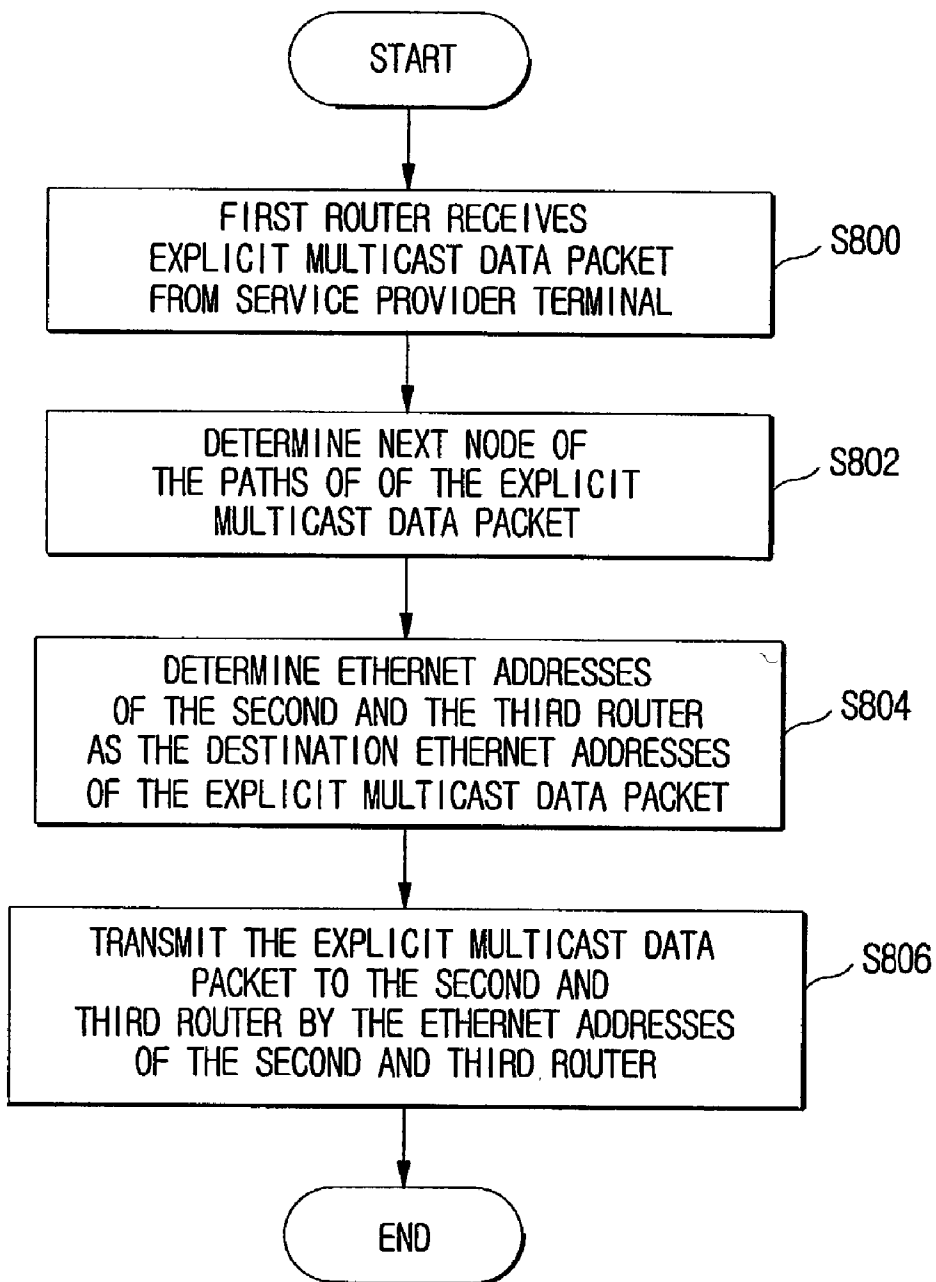 START
FIRST ROUTER RECEIVES
EXPLICIT MULTICAST DATA PACKET
FROM SERVICE PROVIDER TERMINAL
S800
DETERMINE NEXT NODE OF
THE PATHS OF OF THE EXPLICIT
MULTICAST DATA PACKET
S802
DETERMINE ETHERNET ADDRESSES
OF THE SECOND AND THE THIRD ROUTER
AS THE DESTINATION ETHERNET ADDRESSES
OF THE EXPLICIT MULTICAST DATA PACKET
S804
TRANSMIT THE EXPLICIT MULTICAST DATA
PACKET TO THE SECOND AND
THIRD ROUTER BY THE ETHERNET ADDRESSES
OF THE SECOND AND THIRD ROUTER
S806
END